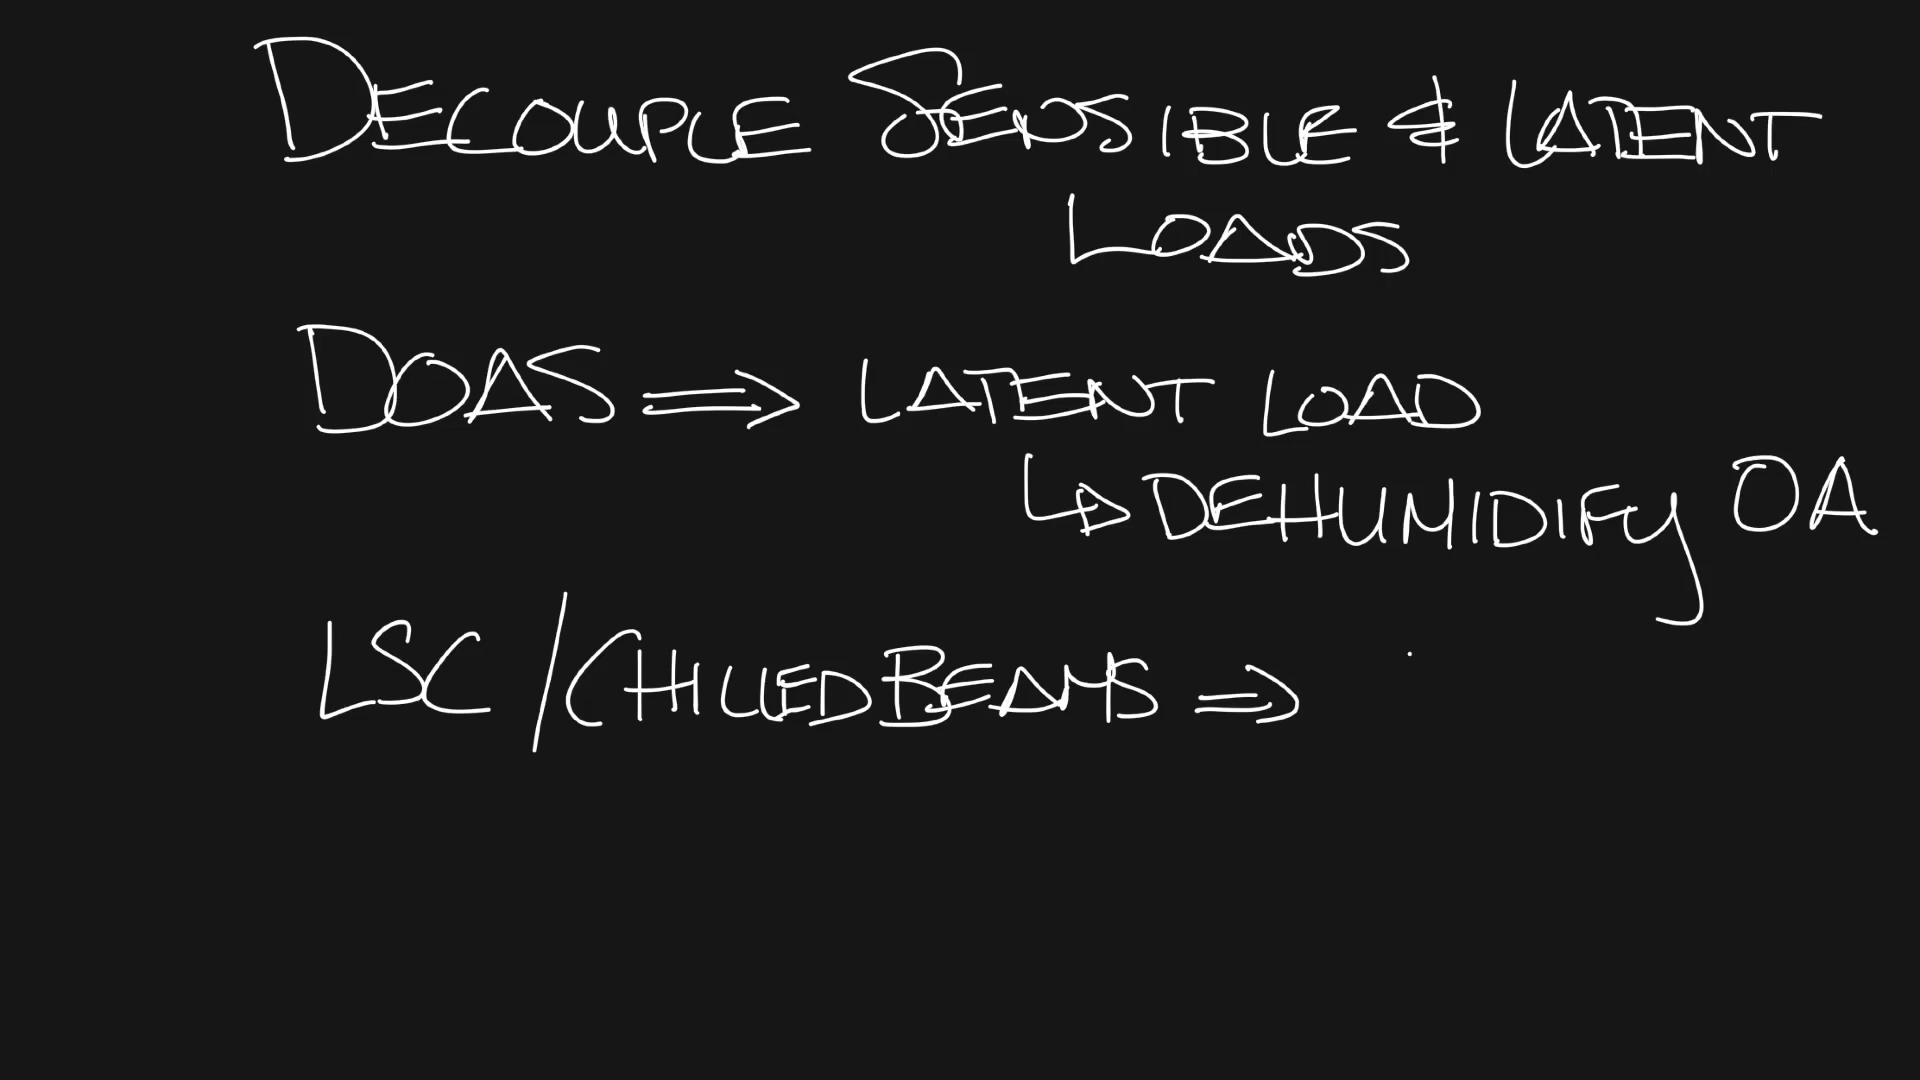 DECOUPLE SENSIBLE & LATENT
LOADS
DOAS ⇒ LATENT LOAD
↳ DEHUMIDIFY OA
LSC / CHILLED BEAMS ⇒